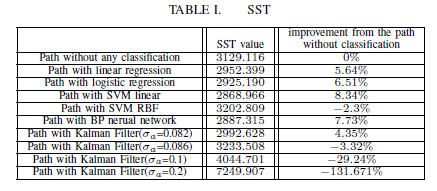 TABLE I. SST
improvement from the path
SST value without classification
Path without any classification 3129.116 0%
Path with linear regression 2952.399 5.64%
Path with logistic regression 2925.190 6.51%
Path with SVM linear 2868.966 8.34%
Path with SVM RBF 3202.809 −2.3%
Path with BP nerual network 2887.315 7.73%
Path with Kalman Filter(σₐ=0.082) 2992.628 4.35%
Path with Kalman Filter(σₐ=0.086) 3233.508 −3.32%
Path with Kalman Filter(σₐ=0.1) 4044.701 −29.24%
Path with Kalman Filter(σₐ=0.2) 7249.907 −131.671%